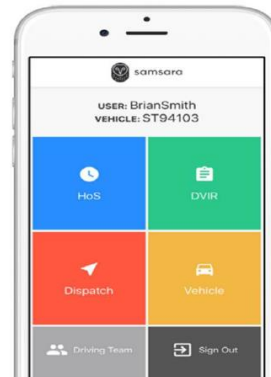 samsara
USER: BrianSmith
VEHICLE: ST94103
HoS
DVIR
Dispatch
Vehicle
Driving Team
Sign Out